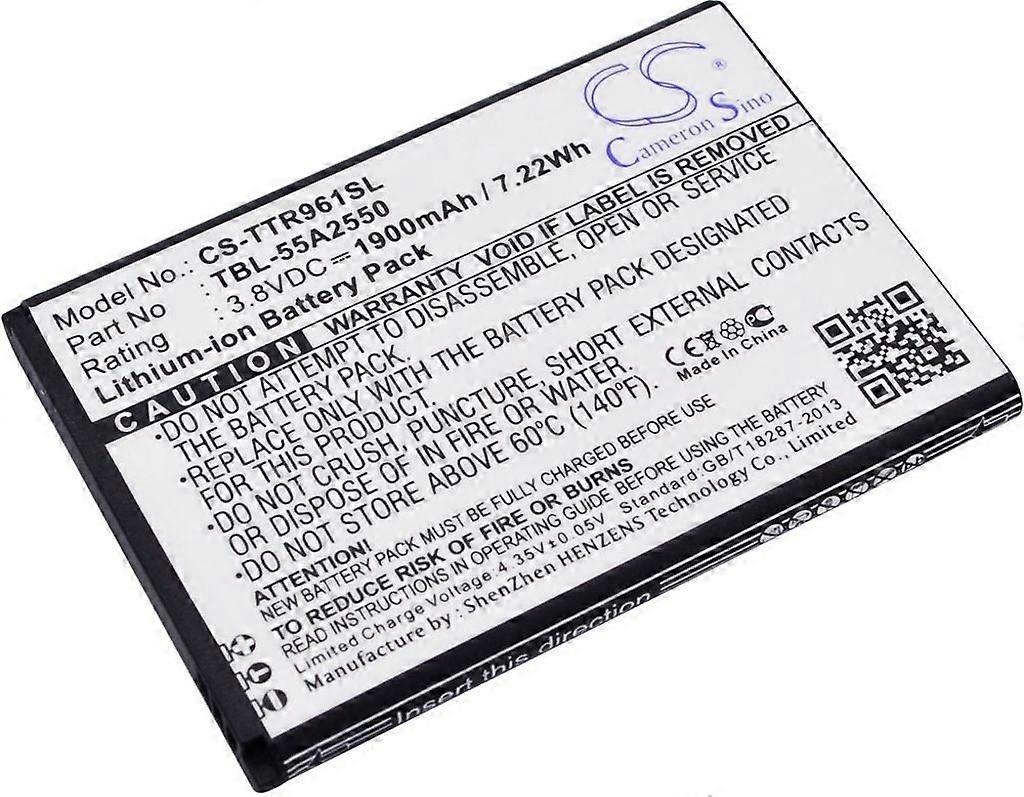 CS®
Cameron Sino
Model No.: CS-TTR961SL
Part No : TBL-55A2550
Rating : 3.8VDC⎓1900mAh / 7.22Wh
Lithium-ion Battery Pack
CAUTION WARRANTY VOID IF LABEL IS REMOVED
•DO NOT ATTEMPT TO DISASSEMBLE, OR SERVICE
THE BATTERY PACK.
•REPLACE ONLY WITH THE BATTERY PACK DESIGNATED
FOR THIS PRODUCT.
•DO NOT CRUSH, PUNCTURE, SHORT EXTERNAL CONTACTS
OR DISPOSE OF IN FIRE OR WATER.
•DO NOT STORE ABOVE 60°C (140°F).
CE
Made in China
ATTENTION!
NEW BATTERY PACK MUST BE FULLY CHARGED BEFORE USE
TO REDUCE RISK OF FIRE OR BURNS
READ INSTRUCTIONS IN OPERATING GUIDE BEFORE USING THE BATTERY
Limited Charge Voltage:4.35V±0.05V Standard:GB/T18287-2013
Manufacture by : ShenZhen HENZENS Technology Co., Limited
+
−
Insert this direction